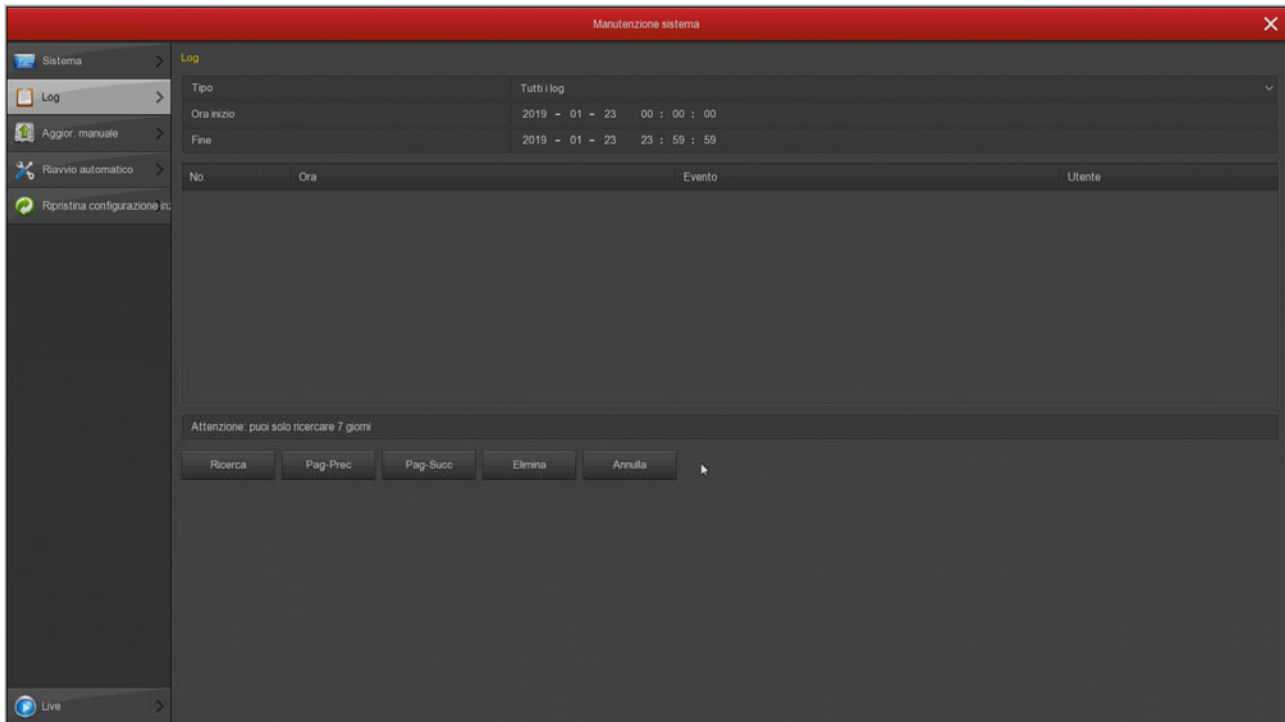 Manutenzione sistema
Sistema
Log
Aggior. manuale
Riavvio automatico
Ripristina configurazione in
Live
Log
Tipo Tutti i log
Ora inizio 2019 - 01 - 23 00 : 00 : 00
Fine 2019 - 01 - 23 23 : 59 : 59
No. Ora Evento Utente
Attenzione: puoi solo ricercare 7 giorni
Ricerca Pag-Prec Pag-Succ Elimina Annulla